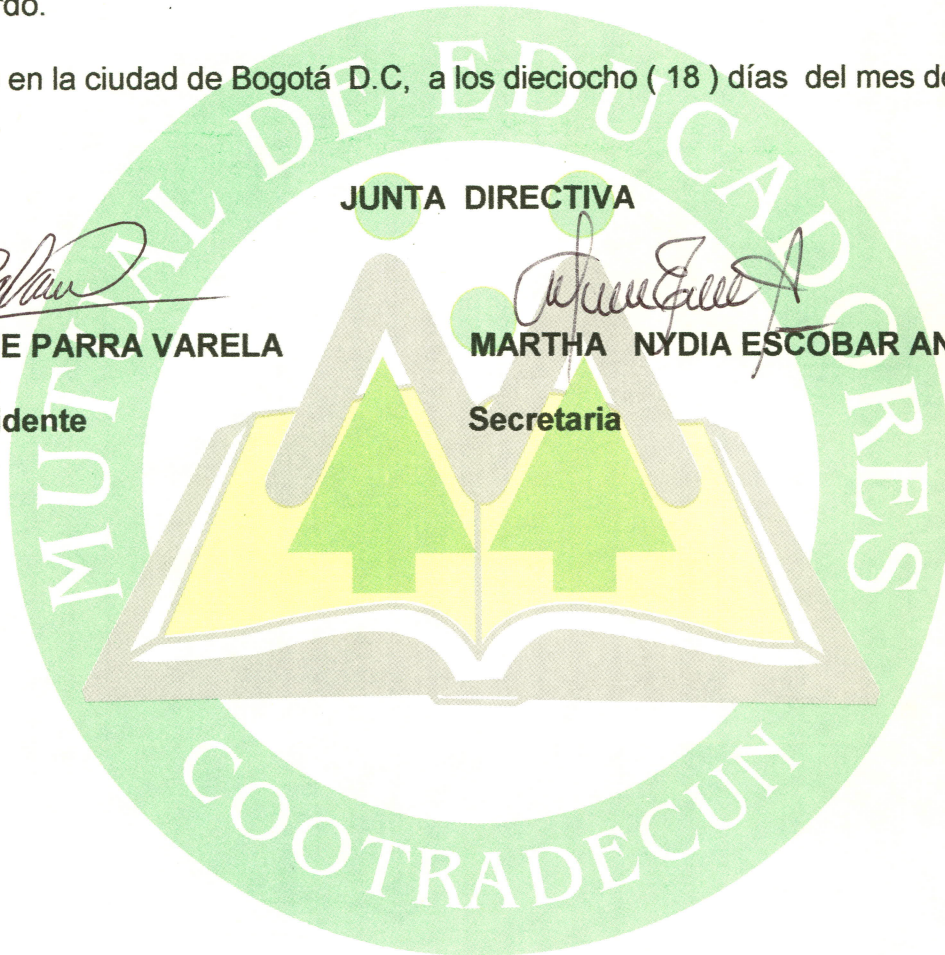 rdo.
en la ciudad de Bogotá D.C, a los dieciocho ( 18 ) días del mes de
JUNTA DIRECTIVA
E PARRA VARELA
MARTHA NYDIA ESCOBAR AN
idente
Secretaria
MUTUAL DE EDUCADORES
COOTRADECUN